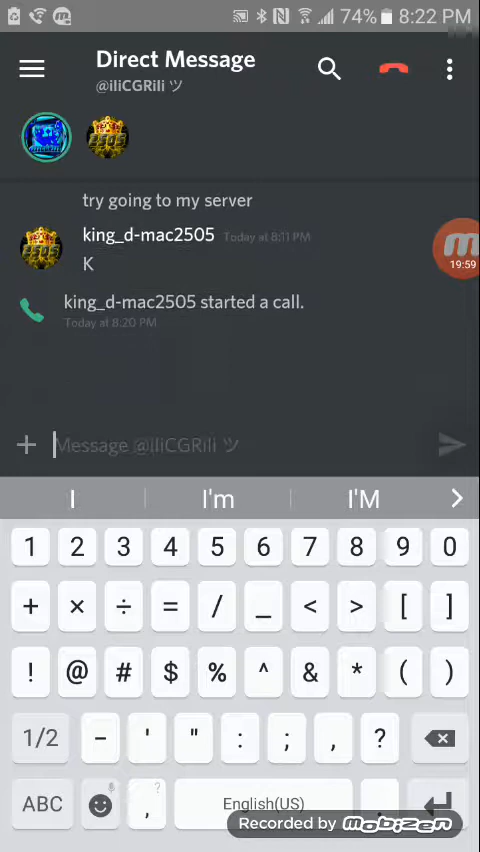 74% 8:22 PM
Direct Message
@iliCGRili ツ
try going to my server
king_d-mac2505 Today at 8:11 PM
K
19:59
king_d-mac2505 started a call.
Today at 8:20 PM
Message @iliCGRili ツ
I I'm I'M
1 2 3 4 5 6 7 8 9 0
+ × ÷ = / _ < > [ ]
! @ # $ % ^ & * ( )
1/2 - ' " : ; , ?
ABC , English(US) .
Recorded by mobizen